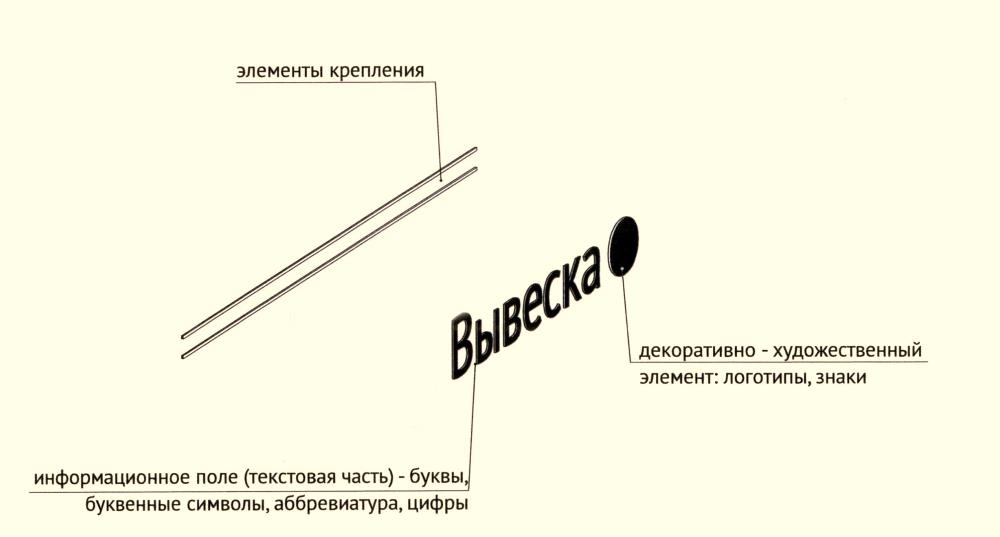 элементы крепления
Вывеска
декоративно - художественный
элемент: логотипы, знаки
информационное поле (текстовая часть) - буквы,
буквенные символы, аббревиатура, цифры